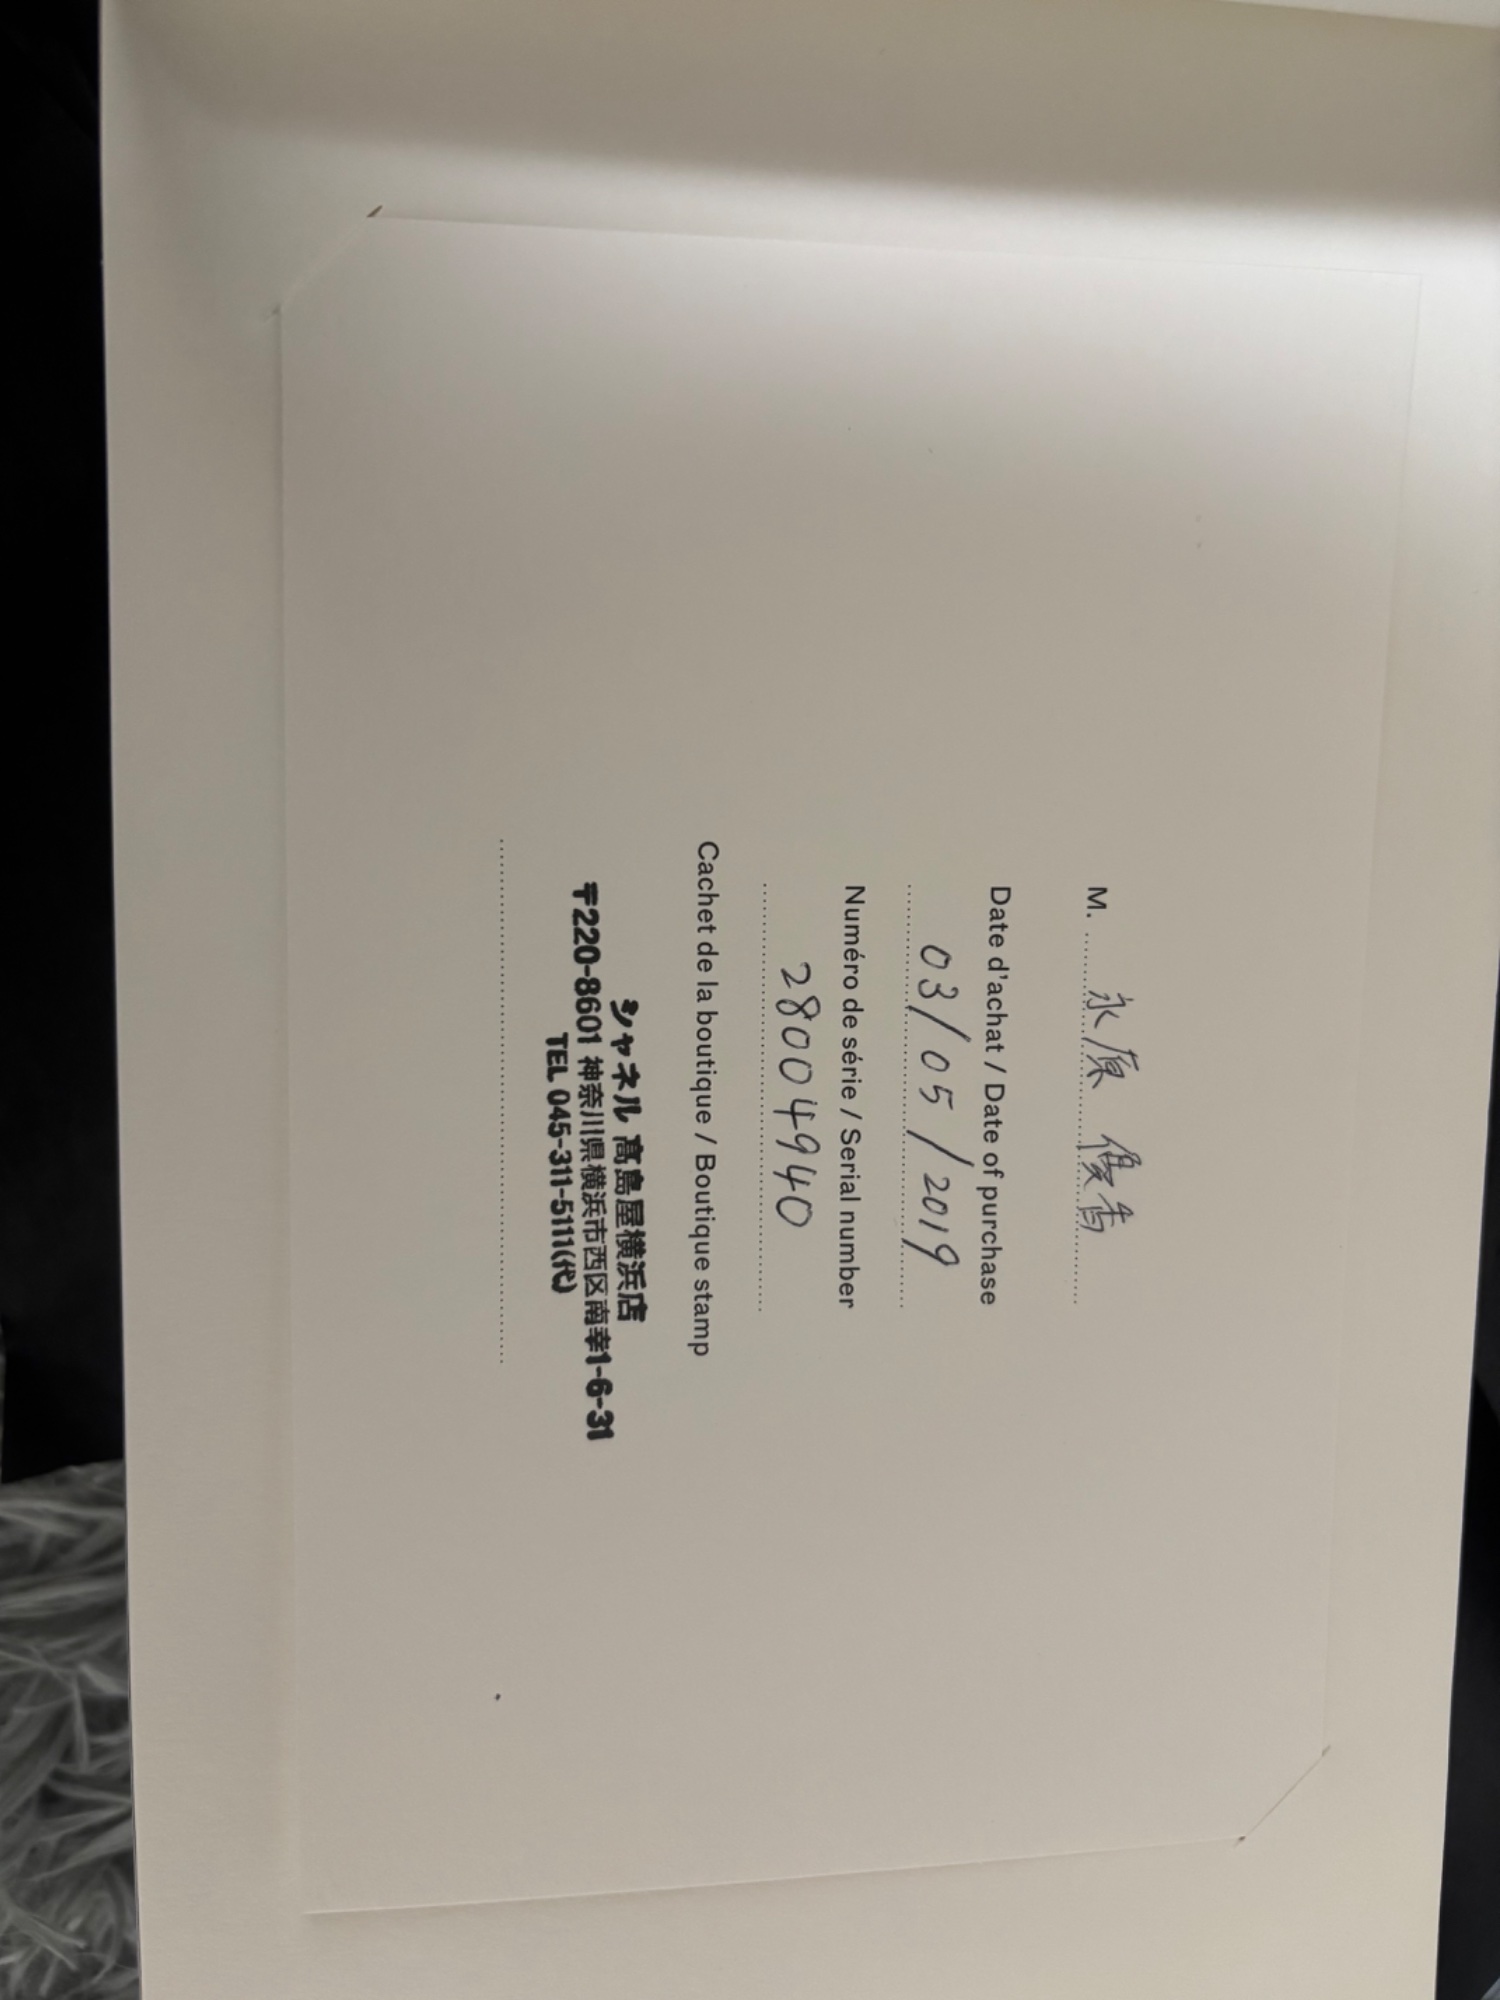 M. 永原 優香
Date d'achat / Date of purchase
03/05/2019
Numéro de série / Serial number
28004940
Cachet de la boutique / Boutique stamp
シャネル 髙島屋横浜店
〒220-8601 神奈川県横浜市西区南幸1-6-31
TEL 045-311-5111(代)